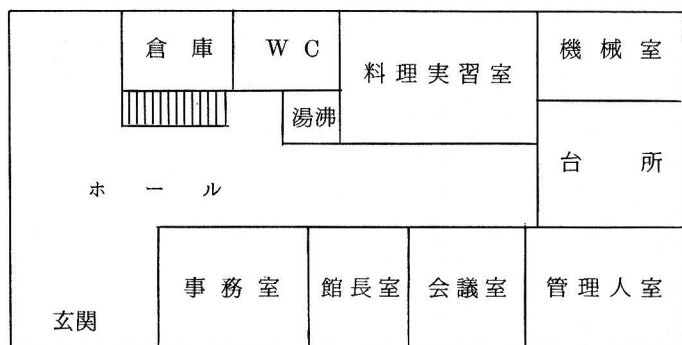 倉庫
WC
料理実習室
機械室
湯沸
台所
ホール
事務室
館長室
会議室
管理人室
玄関